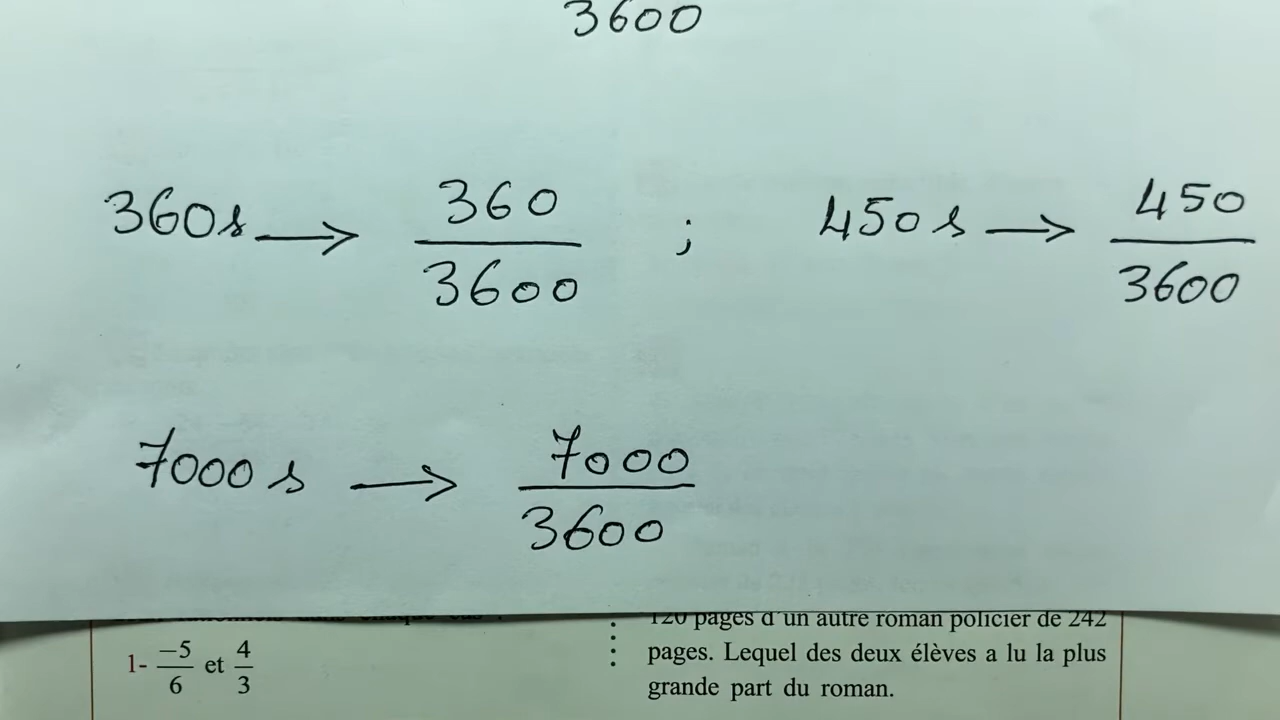 3600
360s → 360/3600 ; 450s → 450/3600
7000s → 7000/3600
120 pages d'un autre roman policier de 242
1- -5/6 et 4/3
pages. Lequel des deux élèves a lu la plus
grande part du roman.